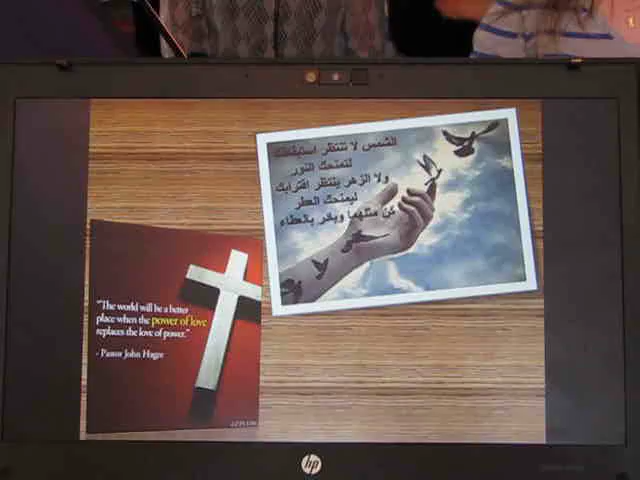 الشمس لا تنتظر استيقاظك
لتمنحك النور
ولا الزهر ينتظر اقترابك
ليمنحك العطر
كن مثلهما وبادر بالعطاء
"The world will be a better
place when the power of love
replaces the love of power."
- Pastor John Hagee
hp